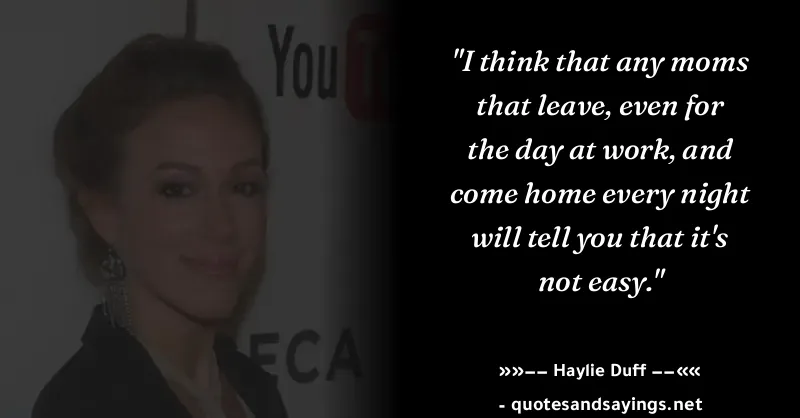 YouT
ECA
"I think that any moms
that leave, even for
the day at work, and
come home every night
will tell you that it's
not easy."
»»–– Haylie Duff ––««
- quotesandsayings.net